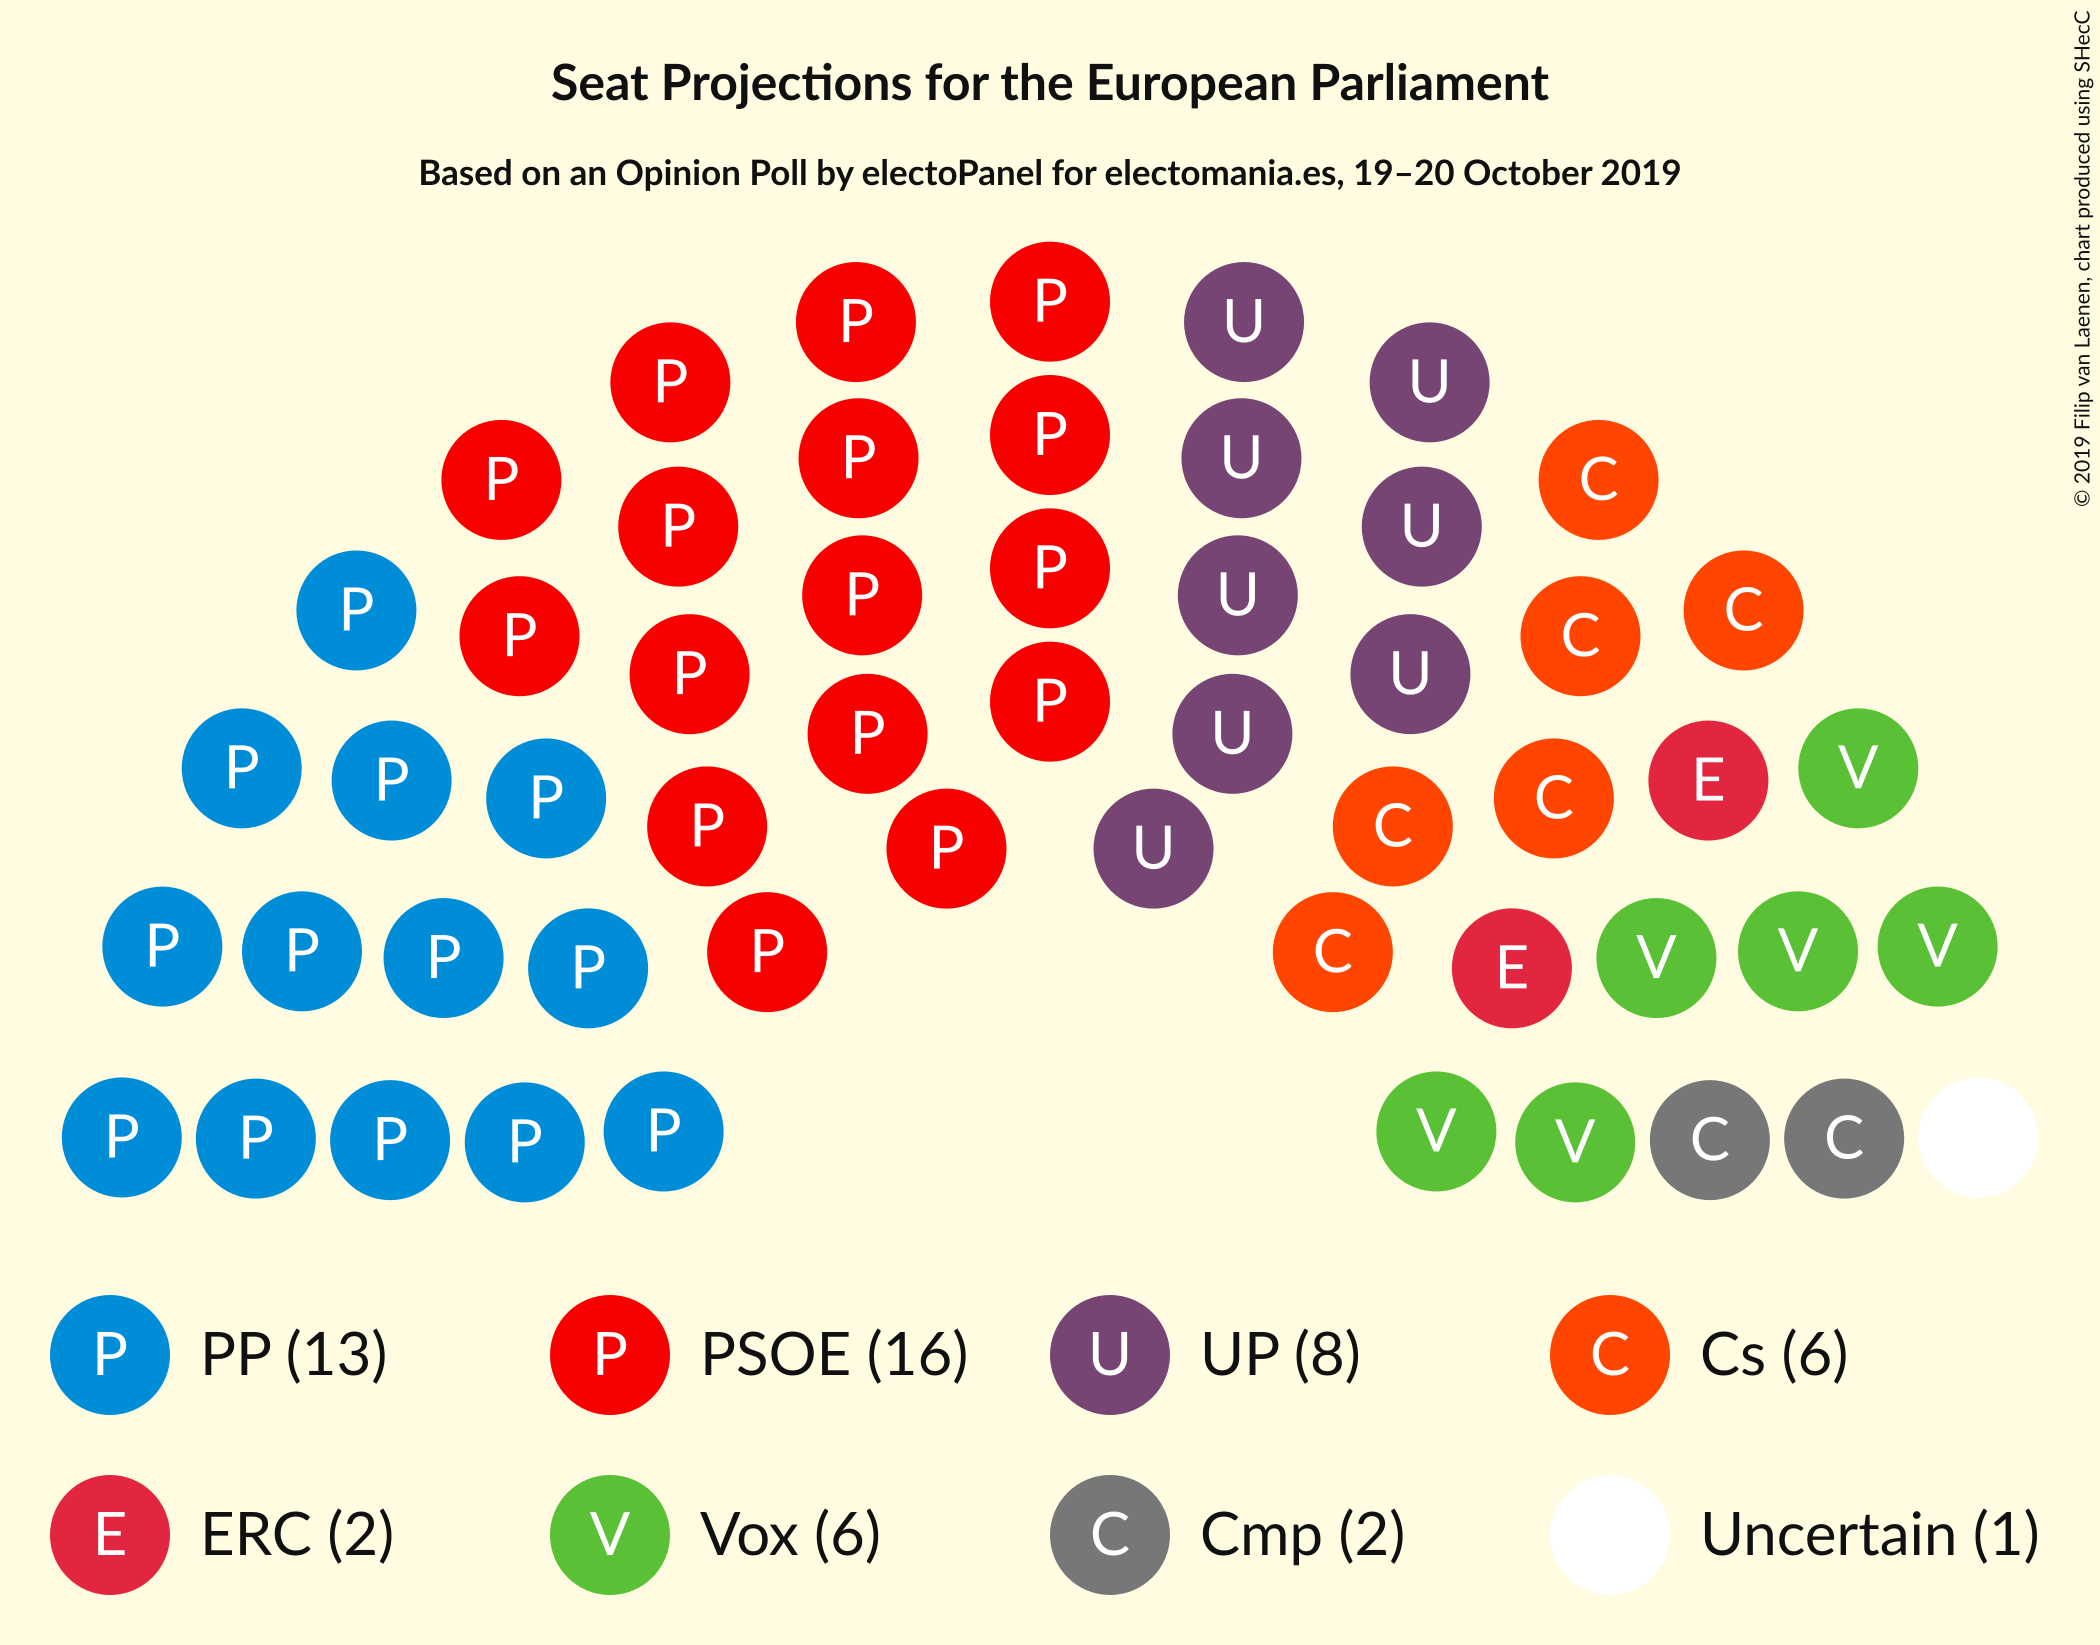 Seat Projections for the European Parliament
Based on an Opinion Poll by electoPanel for electomania.es, 19–20 October 2019
© 2019 Filip van Laenen, chart produced using SHecC
P
P P U
P U
P
P U
P C
P U
P P U
C
P P C
P C
P U
P P U
V
P E
P C
P C
P U
P P P C V
P E V V V
P P P P P V V C C
P PP (13) P PSOE (16) U UP (8) C Cs (6)
E ERC (2) V Vox (6) C Cmp (2) Uncertain (1)